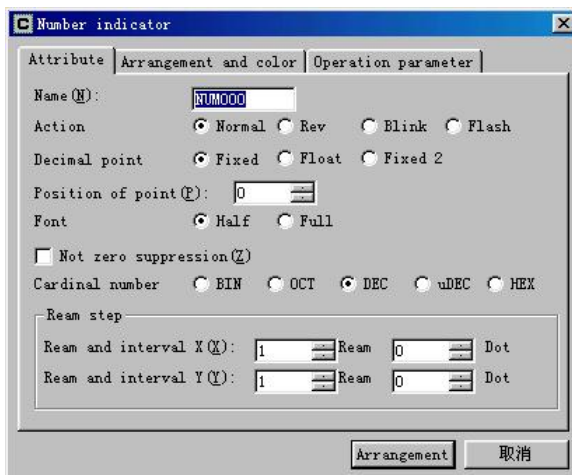 C Number indicator
Attribute Arrangement and color Operation parameter
Name(N): NUM000
Action Normal Rev Blink Flash
Decimal point Fixed Float Fixed 2
Position of point(P): 0
Font Half Full
Not zero suppression(Z)
Cardinal number BIN OCT DEC uDEC HEX
Ream step
Ream and interval X(X): 1 Ream 0 Dot
Ream and interval Y(Y): 1 Ream 0 Dot
Arrangement 取消